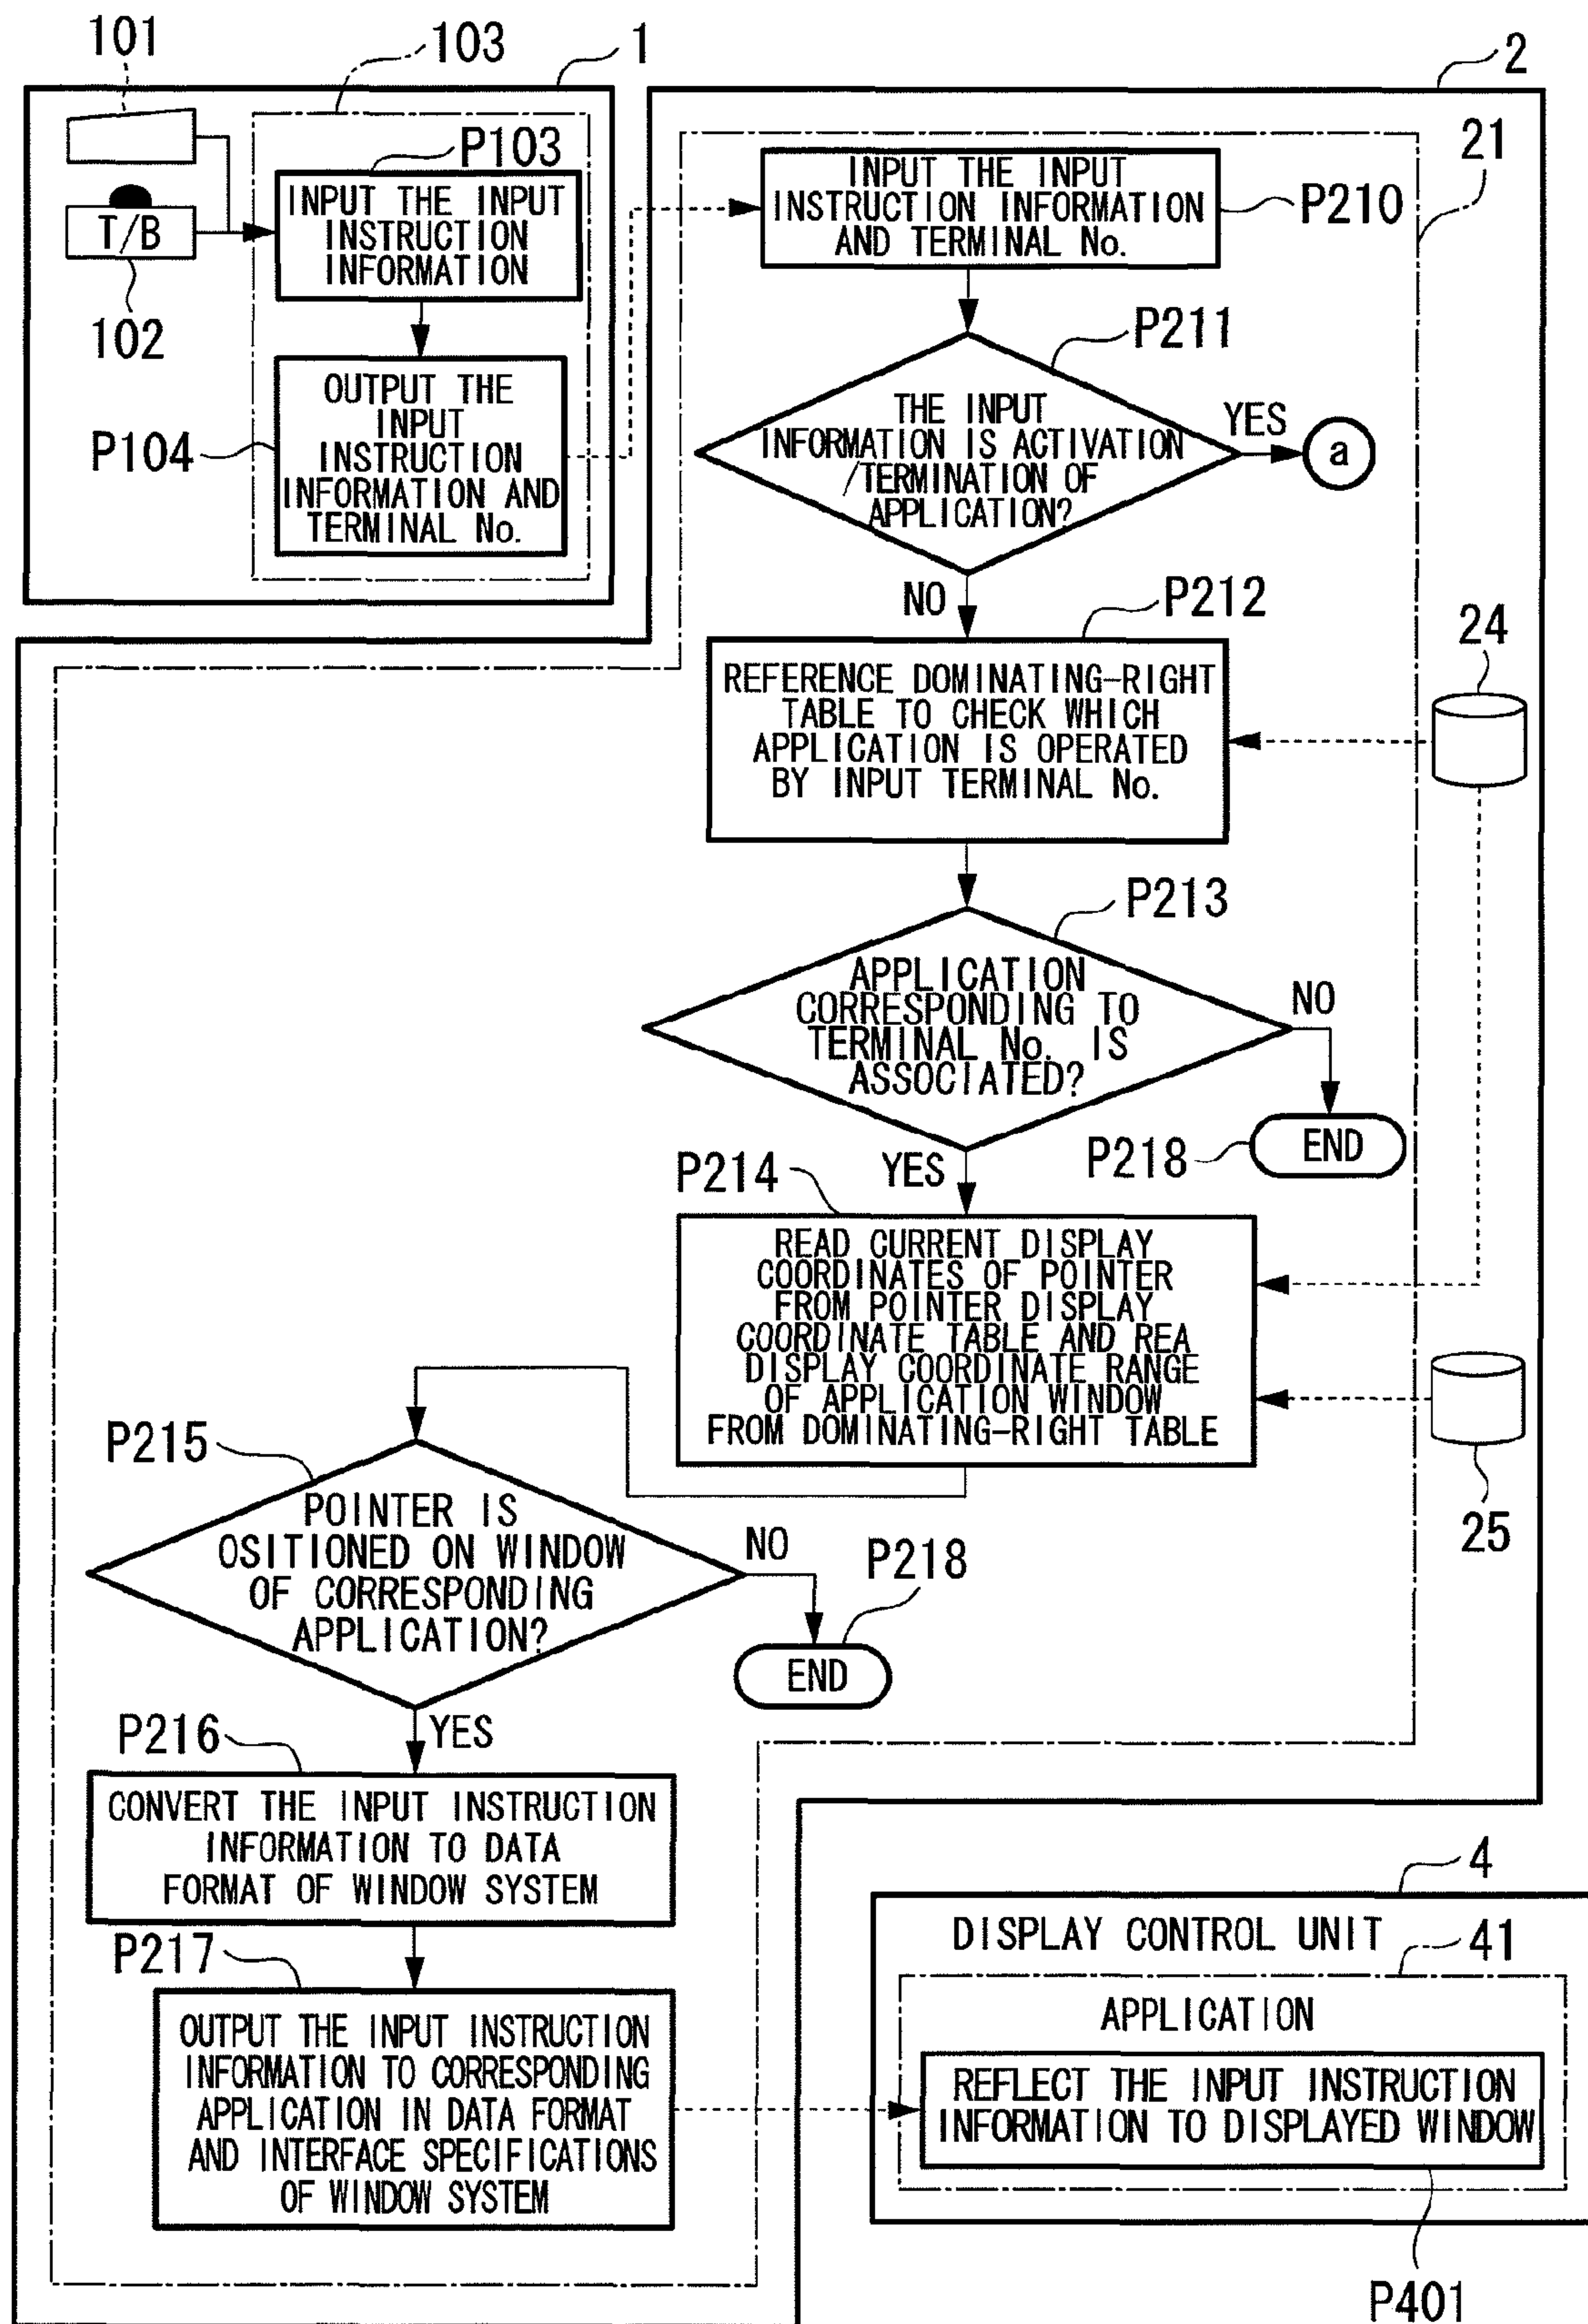 101
103
1
2
P103
21
INPUT THE INPUT
INSTRUCTION
INFORMATION
T/B
102
INPUT THE INPUT
INSTRUCTION INFORMATION
AND TERMINAL No.
P210
P104
OUTPUT THE
INPUT
INSTRUCTION
INFORMATION AND
TERMINAL No.
P211
THE INPUT
INFORMATION IS ACTIVATION
/TERMINATION OF
APPLICATION?
YES
a
NO
P212
24
REFERENCE DOMINATING-RIGHT
TABLE TO CHECK WHICH
APPLICATION IS OPERATED
BY INPUT TERMINAL No.
P213
APPLICATION
CORRESPONDING TO
TERMINAL No. IS
ASSOCIATED?
NO
P218
END
YES
P214
READ CURRENT DISPLAY
COORDINATES OF POINTER
FROM POINTER DISPLAY
COORDINATE TABLE AND REA
DISPLAY COORDINATE RANGE
OF APPLICATION WINDOW
FROM DOMINATING-RIGHT TABLE
25
P215
POINTER IS
OSITIONED ON WINDOW
OF CORRESPONDING
APPLICATION?
NO
P218
END
YES
P216
CONVERT THE INPUT INSTRUCTION
INFORMATION TO DATA
FORMAT OF WINDOW SYSTEM
P217
OUTPUT THE INPUT INSTRUCTION
INFORMATION TO CORRESPONDING
APPLICATION IN DATA FORMAT
AND INTERFACE SPECIFICATIONS
OF WINDOW SYSTEM
4
DISPLAY CONTROL UNIT
41
APPLICATION
REFLECT THE INPUT INSTRUCTION
INFORMATION TO DISPLAYED WINDOW
P401